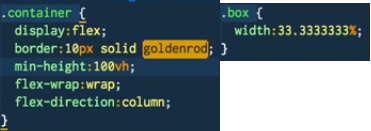 .container {
display:flex;
border:10px solid goldenrod;
min-height:100vh;
flex-wrap:wrap;
flex-direction:column;
}
.box {
width:33.3333333%;
}